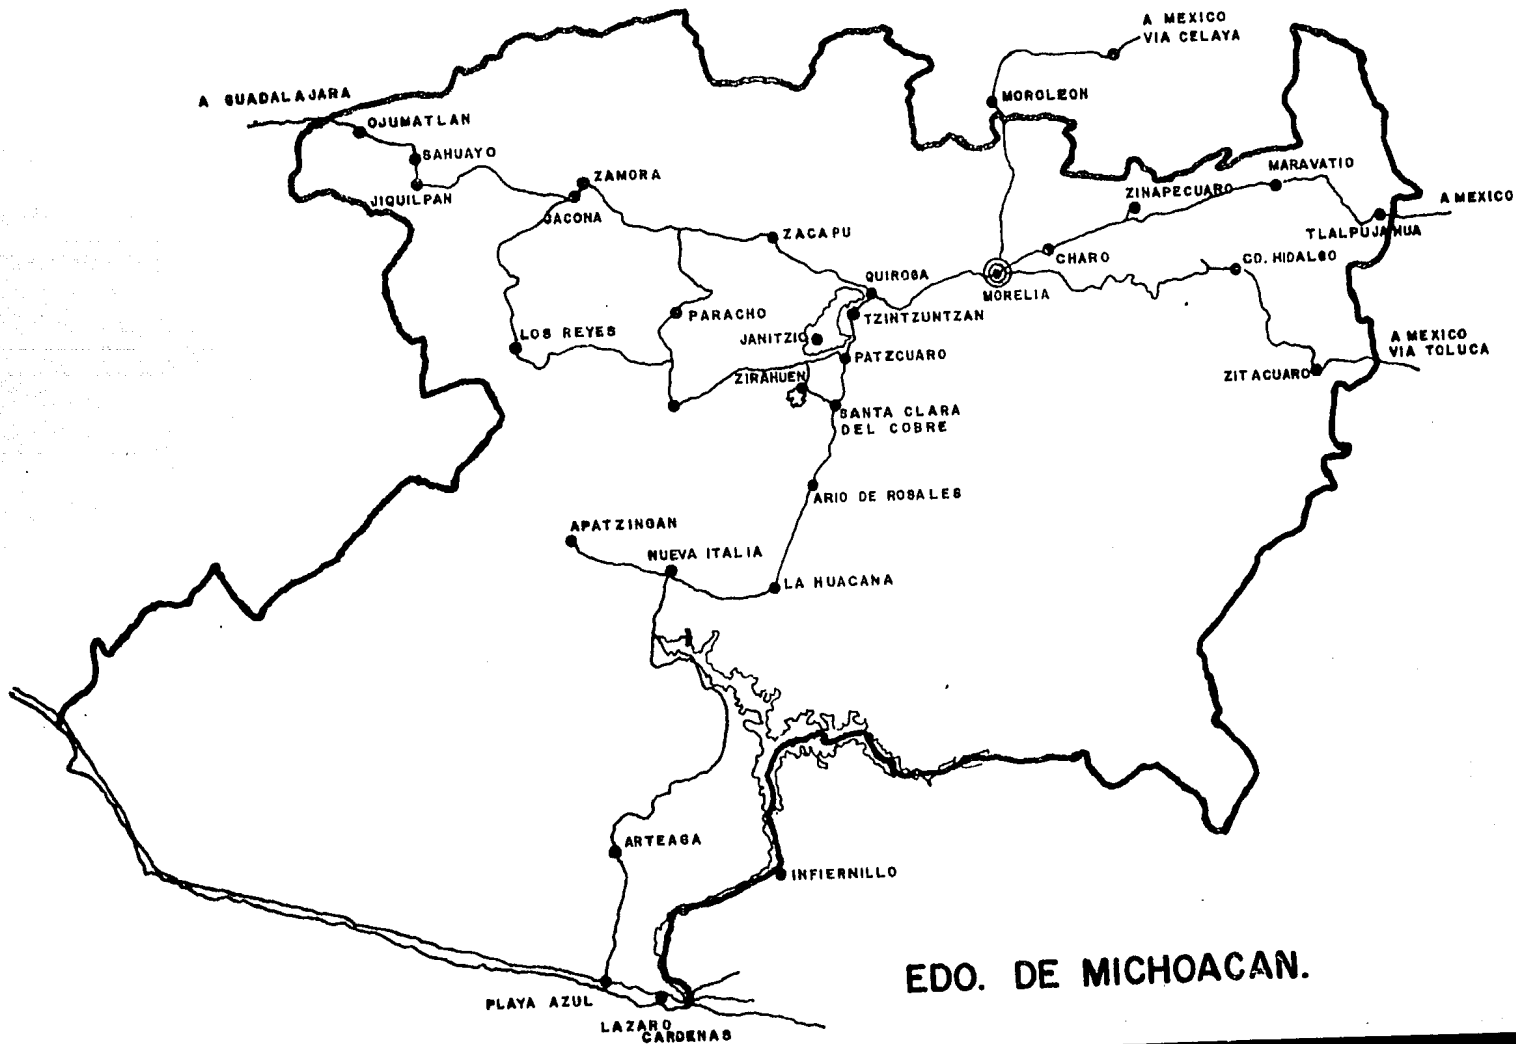 A MEXICO
VIA CELAYA
A GUADALAJARA
MOROLEON
OJUMATLAN
SAHUAYO
ZAMORA
MARAVATIO
JIQUILPAN
JACONA
ZINAPECUARO
A MEXICO
ZACAPU
TLALPUJAHUA
CHARO
CD. HIDALGO
QUIROGA
MORELIA
PARACHO
TZINTZUNTZAN
LOS REYES
JANITZIO
A MEXICO
VIA TOLUCA
PATZCUARO
ZIRAHUEN
ZITACUARO
SANTA CLARA
DEL COBRE
ARIO DE ROSALES
APATZINGAN
NUEVA ITALIA
LA HUACANA
ARTEAGA
INFIERNILLO
EDO. DE MICHOACAN.
PLAYA AZUL
LAZARO
CARDENAS